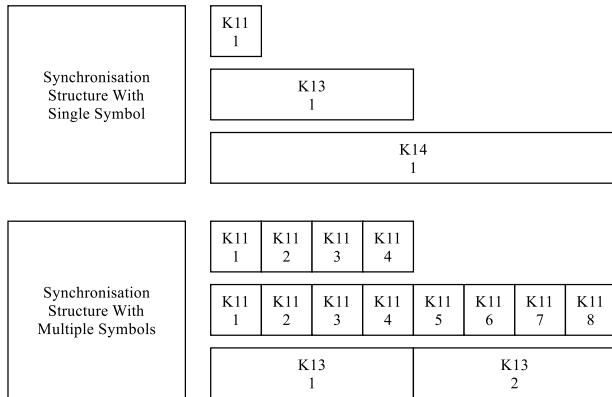 Synchronisation
Structure With
Single Symbol
K11
1
K13
1
K14
1
Synchronisation
Structure With
Multiple Symbols
K11 K11 K11 K11
1 2 3 4
K11 K11 K11 K11 K11 K11 K11 K11
1 2 3 4 5 6 7 8
K13 K13
1 2